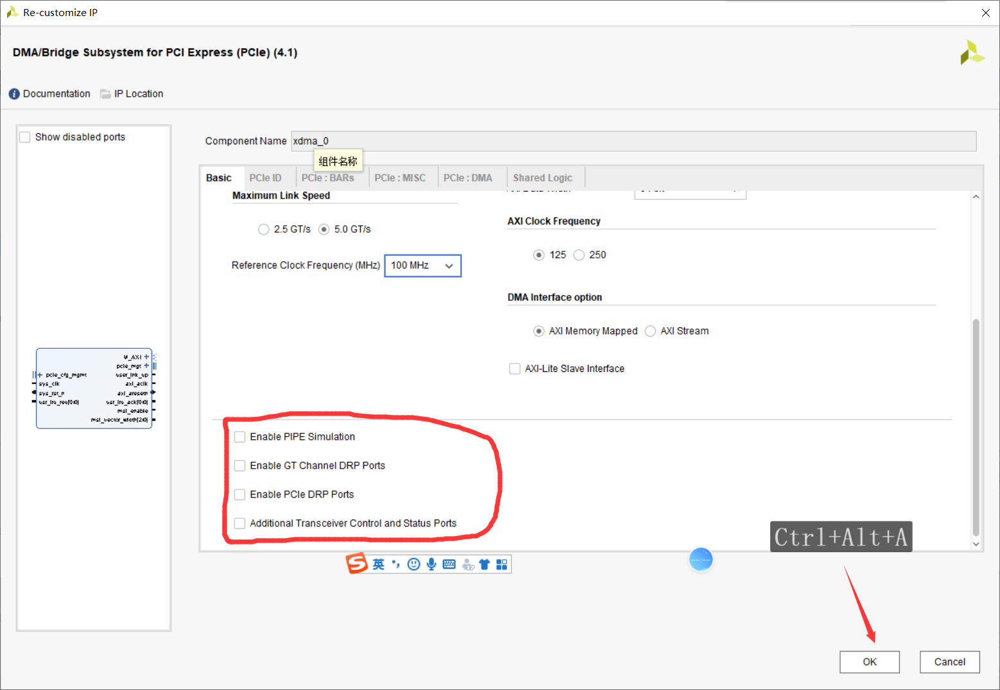 Re-customize IP
DMA/Bridge Subsystem for PCI Express (PCIe) (4.1)
Documentation IP Location
Show disabled ports
Component Name xdma_0
组件名称
Basic PCIe ID PCIe : BARs PCIe : MISC PCIe : DMA Shared Logic
Maximum Link Speed
2.5 GT/s 5.0 GT/s
Reference Clock Frequency (MHz) 100 MHz
AXI Clock Frequency
125 250
DMA Interface option
AXI Memory Mapped AXI Stream
AXI-Lite Slave Interface
M_AXI
pcie_mgt
pcie_cfg_mgmt user_lnk_up
sys_clk axi_aclk
sys_rst_n axi_aresetn
usr_irq_req[0:0] usr_irq_ack[0:0]
msi_enable
msi_vector_width[2:0]
Enable PIPE Simulation
Enable GT Channel DRP Ports
Enable PCIe DRP Ports
Additional Transceiver Control and Status Ports
Ctrl+Alt+A
英
OK Cancel